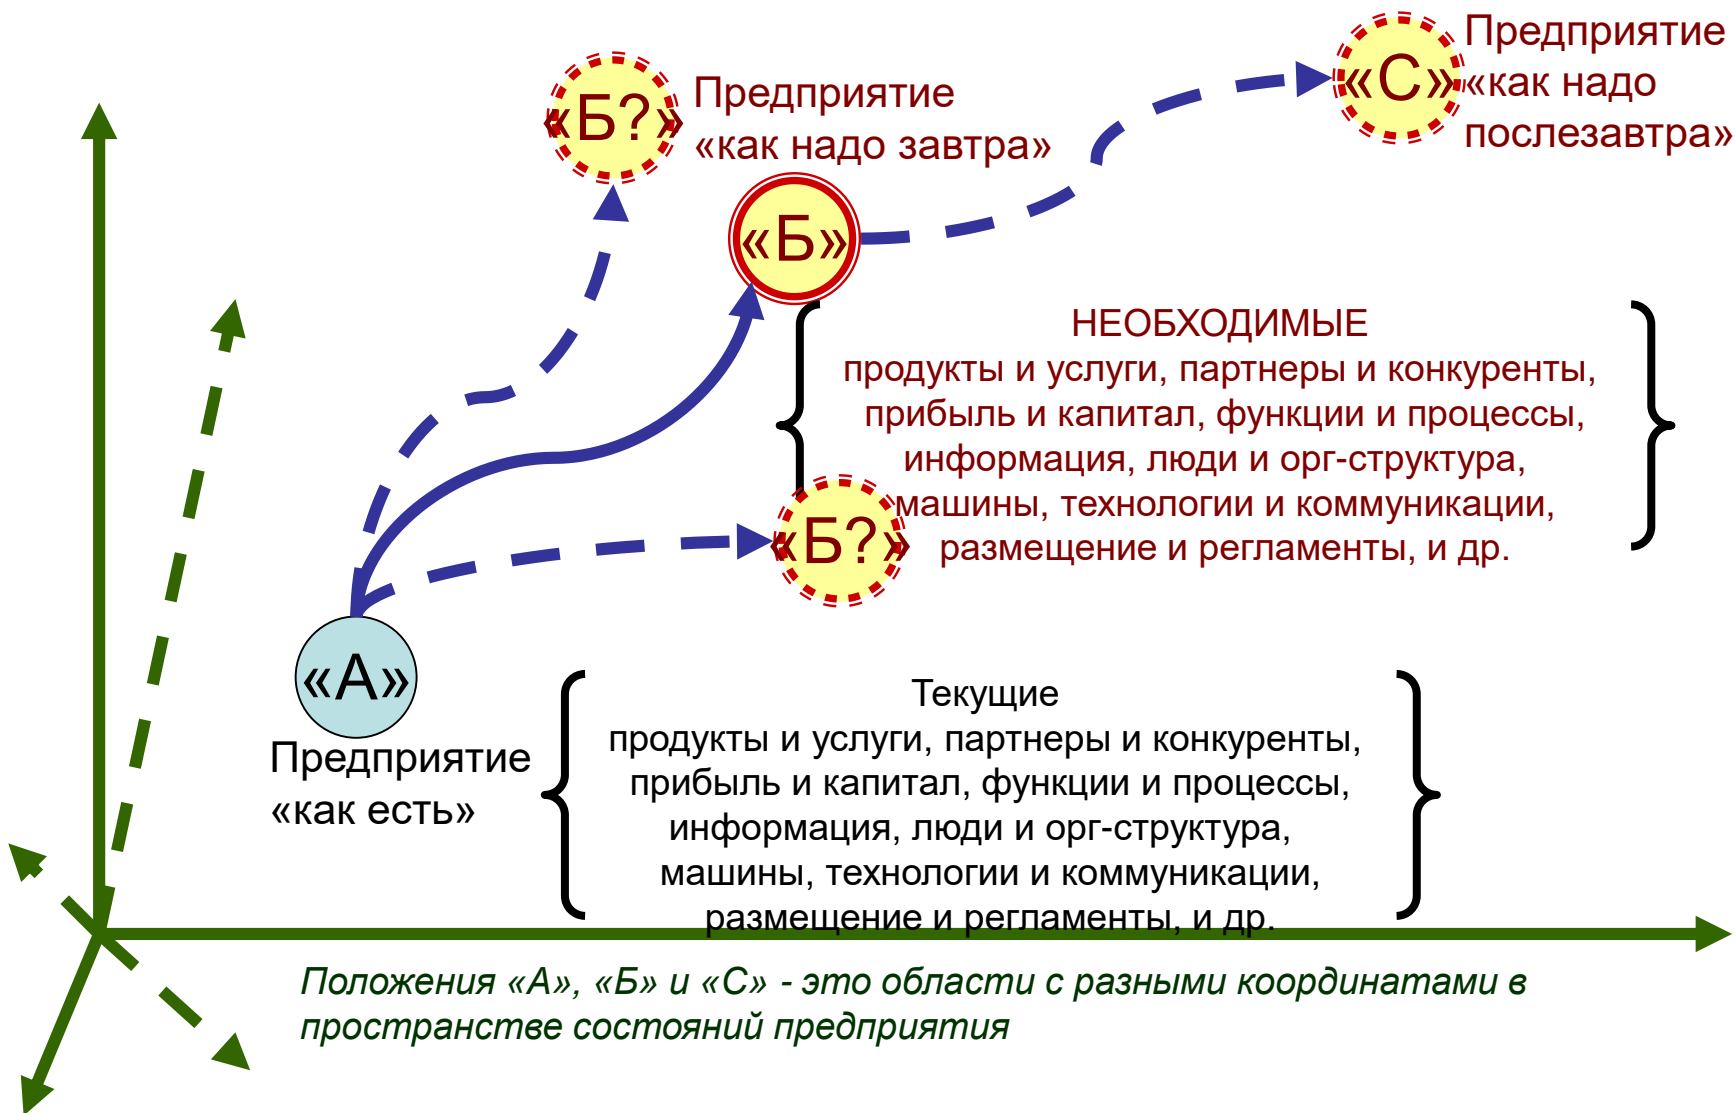 «Б?»
Предприятие
«как надо завтра»
«С»
Предприятие
«как надо
послезавтра»
«Б»
НЕОБХОДИМЫЕ
продукты и услуги, партнеры и конкуренты,
прибыль и капитал, функции и процессы,
информация, люди и орг-структура,
машины, технологии и коммуникации,
размещение и регламенты, и др.
«Б?»
«А»
Предприятие
«как есть»
Текущие
продукты и услуги, партнеры и конкуренты,
прибыль и капитал, функции и процессы,
информация, люди и орг-структура,
машины, технологии и коммуникации,
размещение и регламенты, и др.
Положения «А», «Б» и «С» - это области с разными координатами в
пространстве состояний предприятия